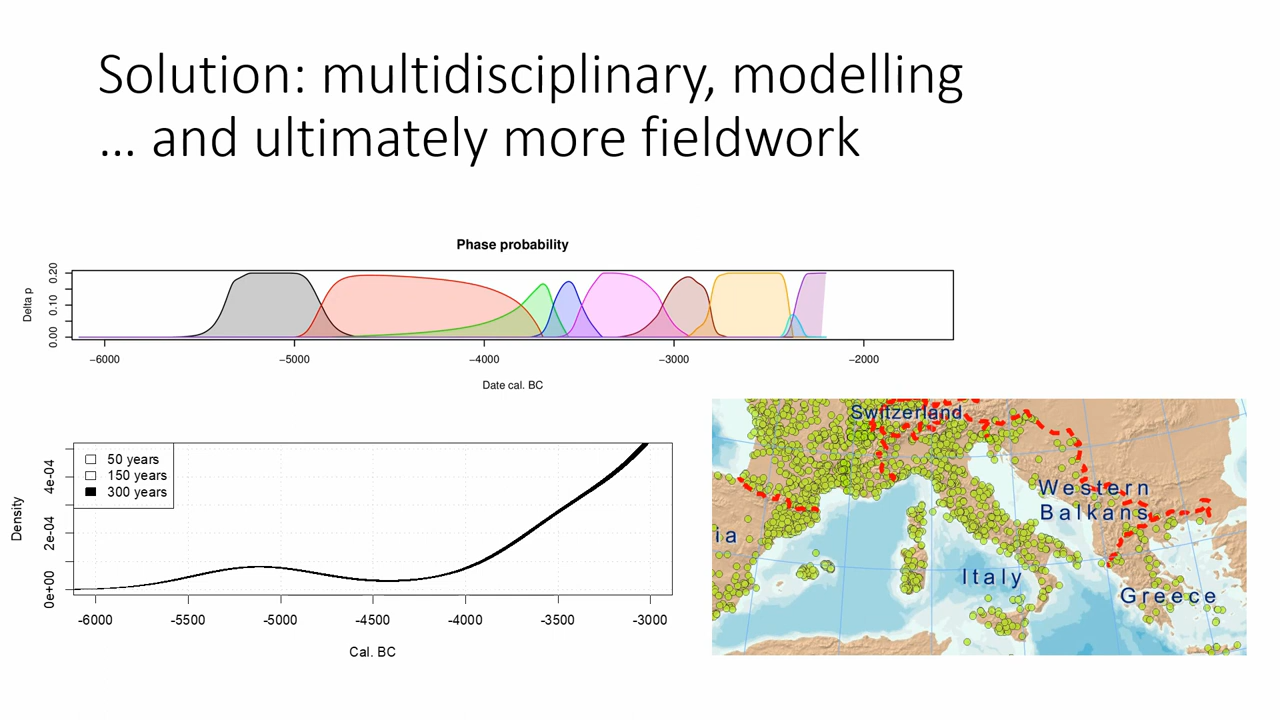 Solution: multidisciplinary, modelling
… and ultimately more fieldwork
Phase probability
Delta p
0.20
0.10
0.00
−6000
−5000
−4000
−3000
−2000
Date cal. BC
50 years
150 years
300 years
Density
4e-04
2e-04
0e+00
-6000
-5500
-5000
-4500
-4000
-3500
-3000
Cal. BC
Switzerland
Western
Balkans
ia
Italy
Greece